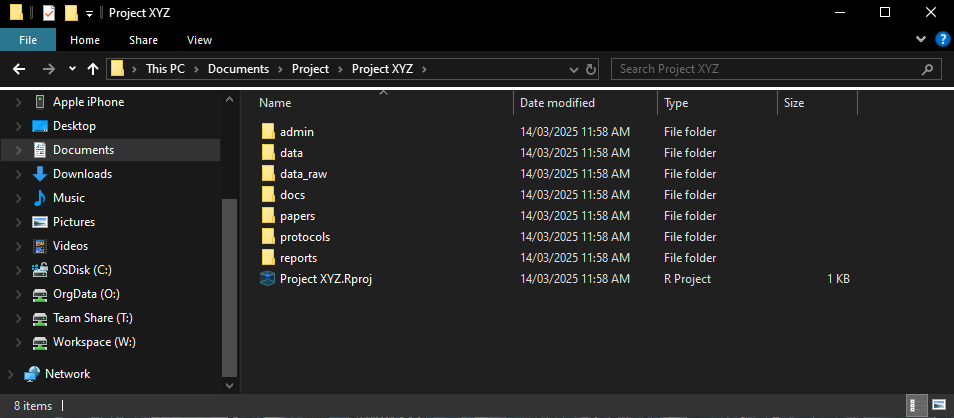 Project XYZ
File Home Share View
This PC Documents Project Project XYZ Search Project XYZ
Name Date modified Type Size
Apple iPhone
Desktop
Documents
Downloads
Music
Pictures
Videos
OSDisk (C:)
OrgData (O:)
Team Share (T:)
Workspace (W:)
Network
admin 14/03/2025 11:58 AM File folder
data 14/03/2025 11:58 AM File folder
data_raw 14/03/2025 11:58 AM File folder
docs 14/03/2025 11:58 AM File folder
papers 14/03/2025 11:58 AM File folder
protocols 14/03/2025 11:58 AM File folder
reports 14/03/2025 11:58 AM File folder
Project XYZ.Rproj 14/03/2025 11:58 AM R Project 1 KB
8 items